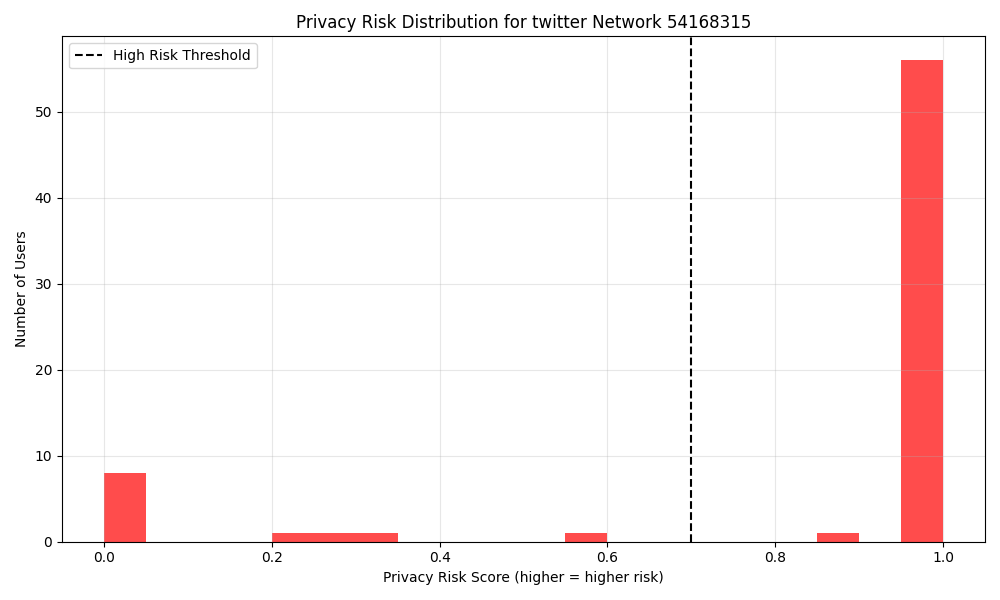 Privacy Risk Distribution for twitter Network 54168315
High Risk Threshold
Number of Users
50
40
30
20
10
0
0.0 0.2 0.4 0.6 0.8 1.0
Privacy Risk Score (higher = higher risk)